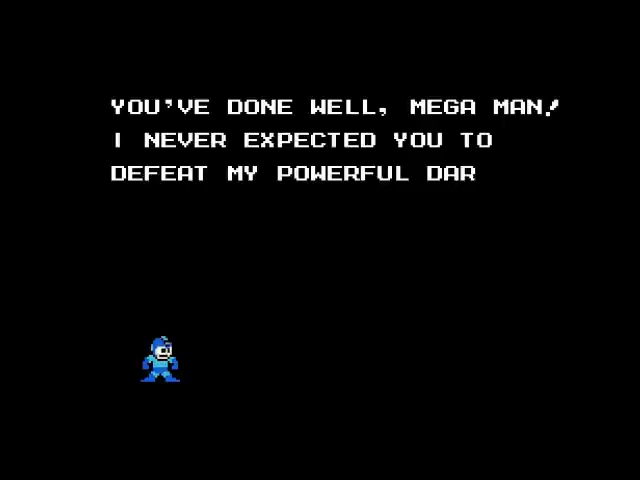 YOU'VE DONE WELL, MEGA MAN!
I NEVER EXPECTED YOU TO
DEFEAT MY POWERFUL DAR